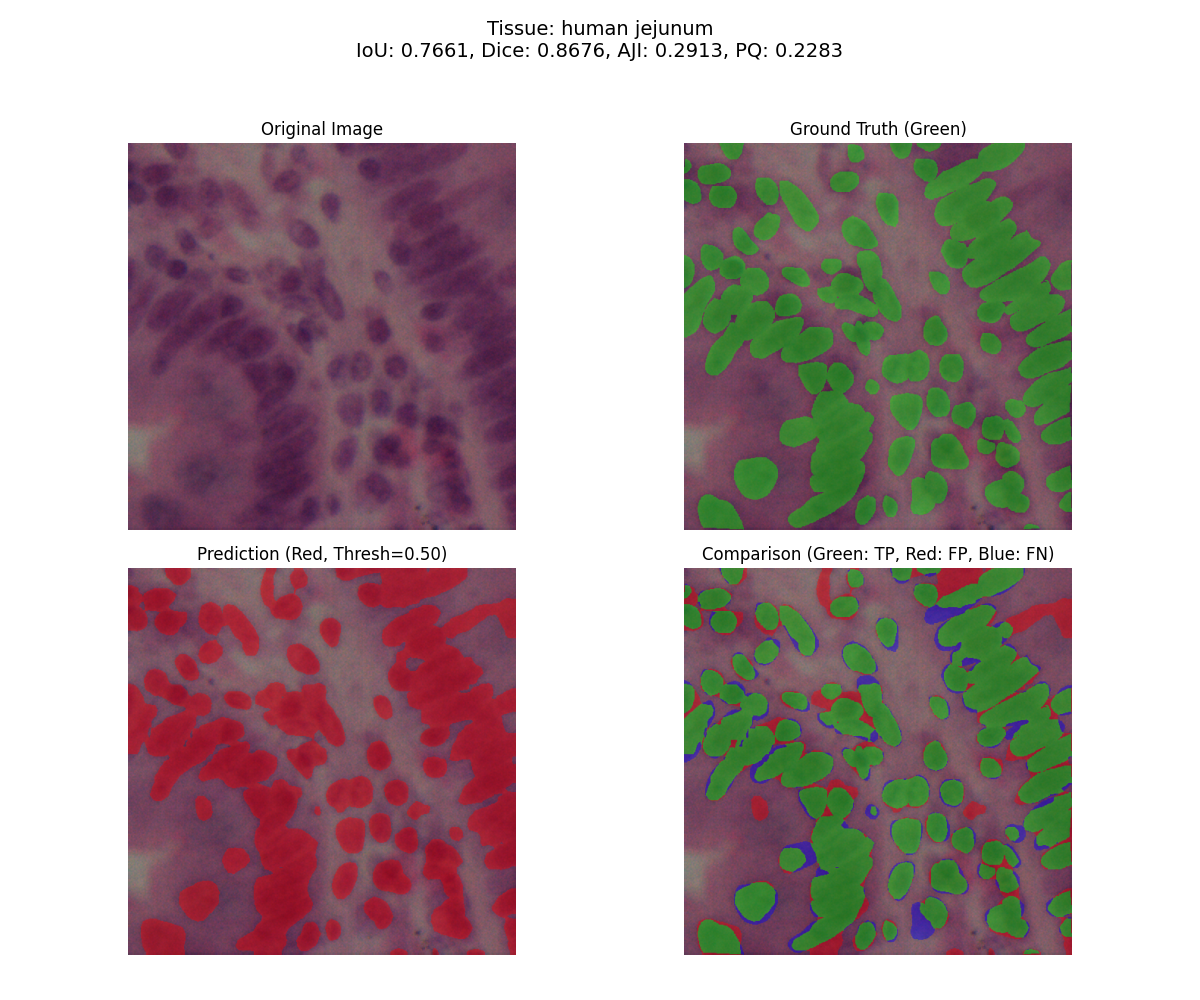 Tissue: human jejunum
IoU: 0.7661, Dice: 0.8676, AJI: 0.2913, PQ: 0.2283
Original Image
Ground Truth (Green)
Prediction (Red, Thresh=0.50)
Comparison (Green: TP, Red: FP, Blue: FN)